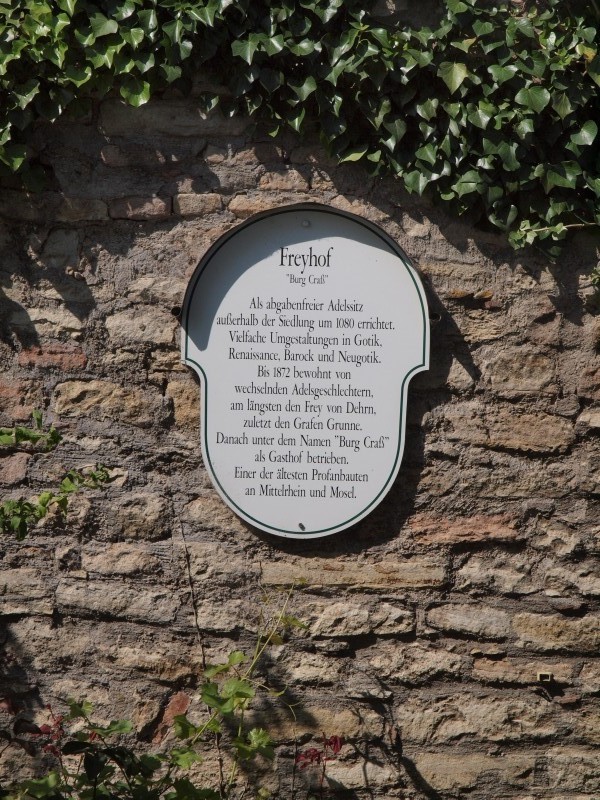 Freyhof
"Burg Craß"
Als abgabenfreier Adelssitz
außerhalb der Siedlung um 1080 errichtet.
Vielfache Umgestaltungen in Gotik,
Renaissance, Barock und Neugotik.
Bis 1872 bewohnt von
wechselnden Adelsgeschlechtern,
am längsten den Frey von Dehrn,
zuletzt den Grafen Grunne.
Danach unter dem Namen "Burg Craß"
als Gasthof betrieben.
Einer der ältesten Profanbauten
an Mittelrhein und Mosel.